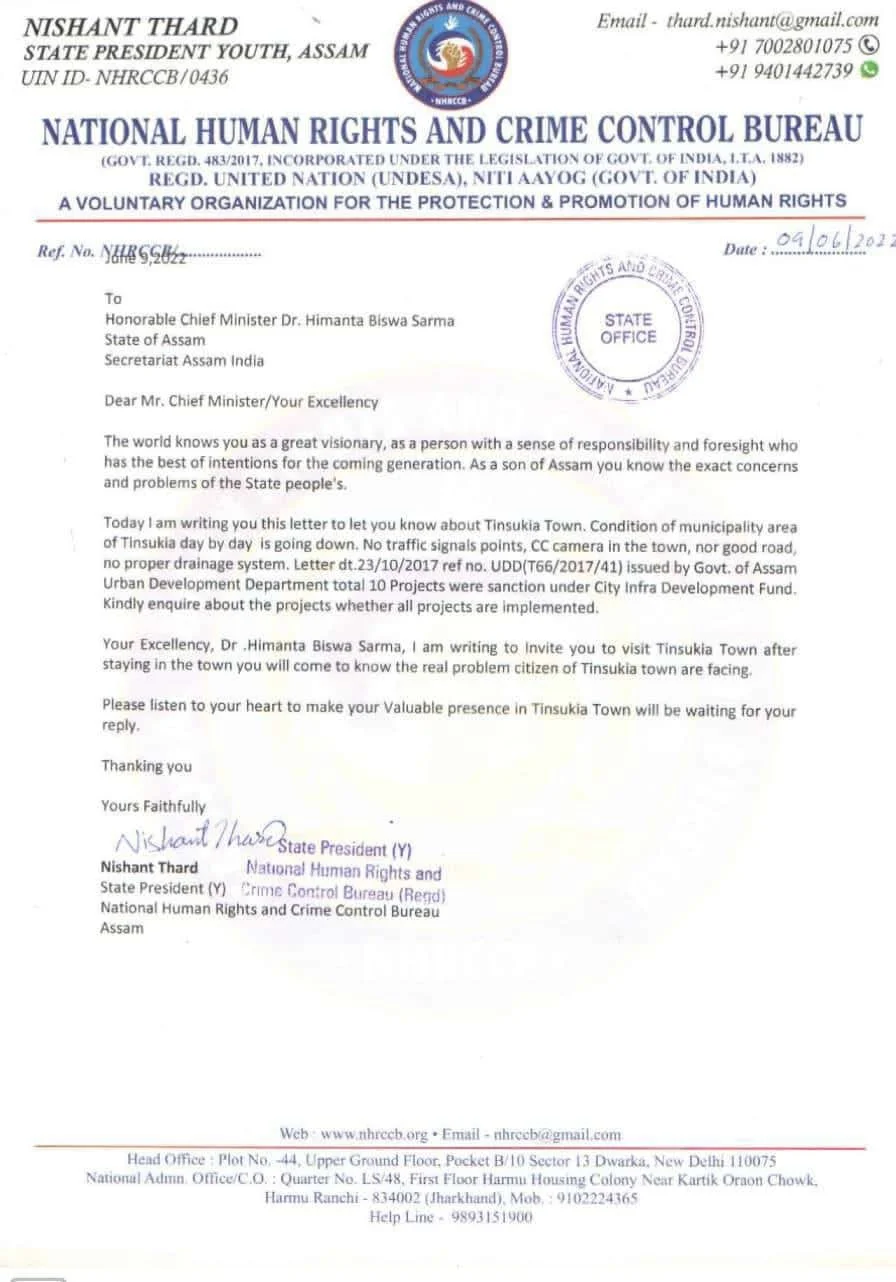 NISHANT THARD
STATE PRESIDENT YOUTH, ASSAM
UIN ID- NHRCCB/0436
NATIONAL HUMAN RIGHTS AND CRIME CONTROL BUREAU
· NHRCCB ·
Email - thard.nishant@gmail.com
+91 7002801075
+91 9401442739
NATIONAL HUMAN RIGHTS AND CRIME CONTROL BUREAU
(GOVT. REGD. 483/2017, INCORPORATED UNDER THE LEGISLATION OF GOVT. OF INDIA, I.T.A. 1882)
REGD. UNITED NATION (UNDESA), NITI AAYOG (GOVT. OF INDIA)
A VOLUNTARY ORGANIZATION FOR THE PROTECTION & PROMOTION OF HUMAN RIGHTS
Ref. No. NHRCCB/..................
June 9,2022
Date : 09/06/2022
NATIONAL HUMAN RIGHTS AND CRIME CONTROL BUREAU
STATE
OFFICE
To
Honorable Chief Minister Dr. Himanta Biswa Sarma
State of Assam
Secretariat Assam India
Dear Mr. Chief Minister/Your Excellency
The world knows you as a great visionary, as a person with a sense of responsibility and foresight who
has the best of intentions for the coming generation. As a son of Assam you know the exact concerns
and problems of the State people's.
Today I am writing you this letter to let you know about Tinsukia Town. Condition of municipality area
of Tinsukia day by day is going down. No traffic signals points, CC camera in the town, nor good road,
no proper drainage system. Letter dt.23/10/2017 ref no. UDD(T66/2017/41) issued by Govt. of Assam
Urban Development Department total 10 Projects were sanction under City Infra Development Fund.
Kindly enquire about the projects whether all projects are implemented.
Your Excellency, Dr .Himanta Biswa Sarma, I am writing to Invite you to visit Tinsukia Town after
staying in the town you will come to know the real problem citizen of Tinsukia town are facing.
Please listen to your heart to make your Valuable presence in Tinsukia Town will be waiting for your
reply.
Thanking you
Yours Faithfully
Nishant Thard
State President (Y)
National Human Rights and
Crime Control Bureau (Regd)
Nishant Thard
State President (Y)
National Human Rights and Crime Control Bureau
Assam
NHRCCB
Web : www.nhrccb.org • Email - nhrccb@gmail.com
Head Office : Plot No. -44, Upper Ground Floor, Pocket B/10 Sector 13 Dwarka, New Delhi 110075
National Admn. Office/C.O. : Quarter No. LS/48, First Floor Harmu Housing Colony Near Kartik Oraon Chowk,
Harmu Ranchi - 834002 (Jharkhand), Mob. : 9102224365
Help Line - 9893151900